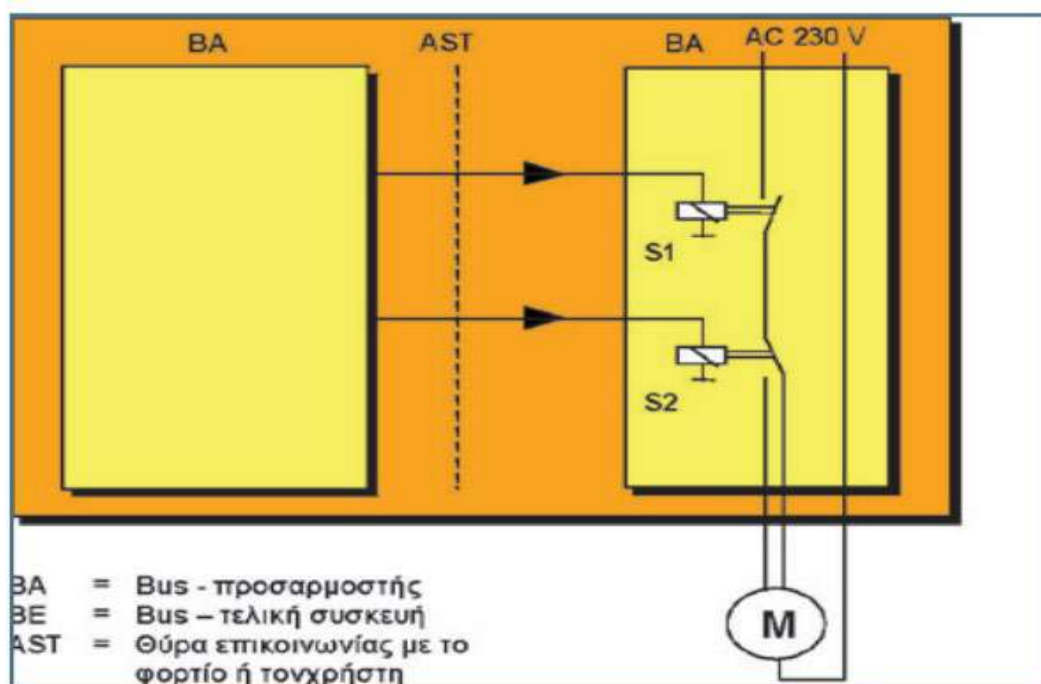 BA AST BA AC 230 V
S1
S2
M
BA = Bus - προσαρμοστής
BE = Bus – τελική συσκευή
AST = Θύρα επικοινωνίας με το
φορτίο ή τονχρήστη